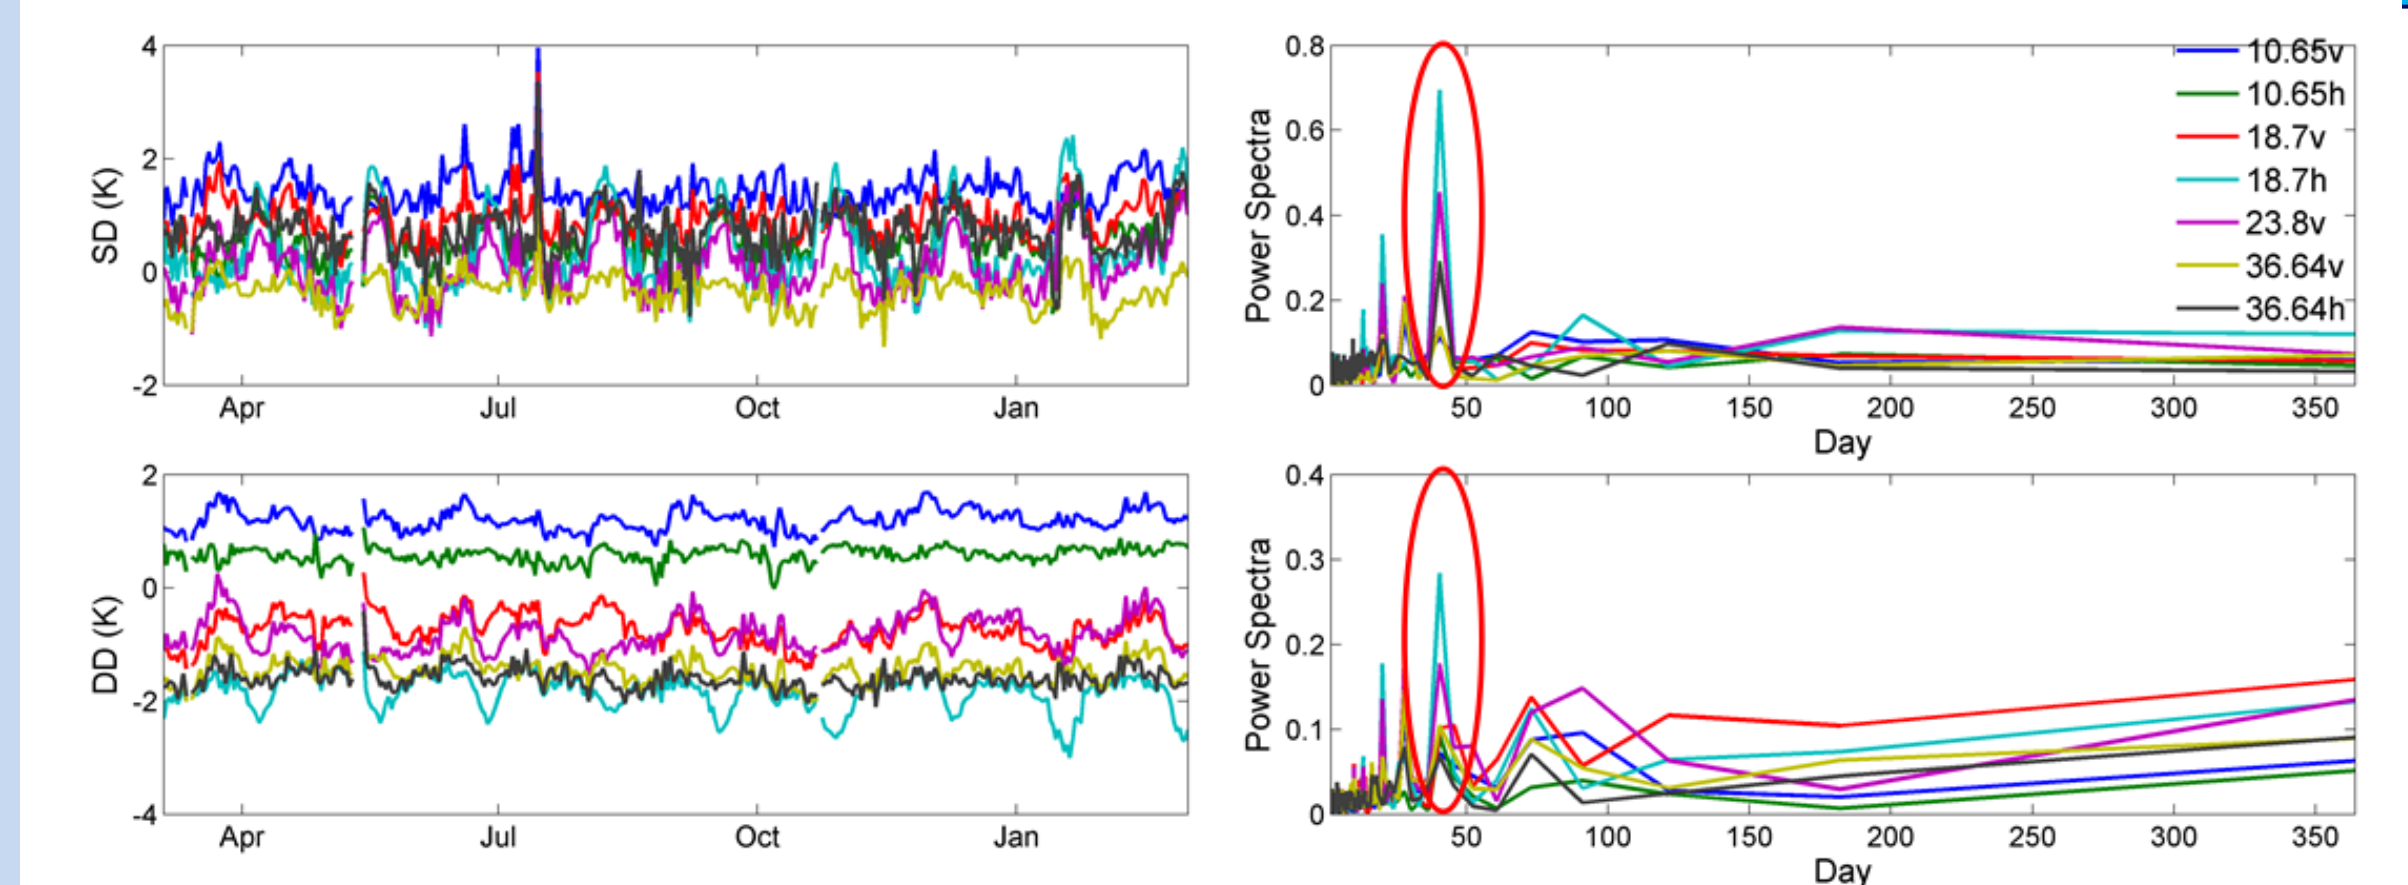 SD (K)
4
2
0
-2
Apr
Jul
Oct
Jan
Power Spectra
0.8
0.6
0.4
0.2
0
50
100
150
200
250
300
350
Day
10.65v
10.65h
18.7v
18.7h
23.8v
36.64v
36.64h
DD (K)
2
0
-2
-4
Apr
Jul
Oct
Jan
Power Spectra
0.4
0.3
0.2
0.1
0
50
100
150
200
250
300
350
Day